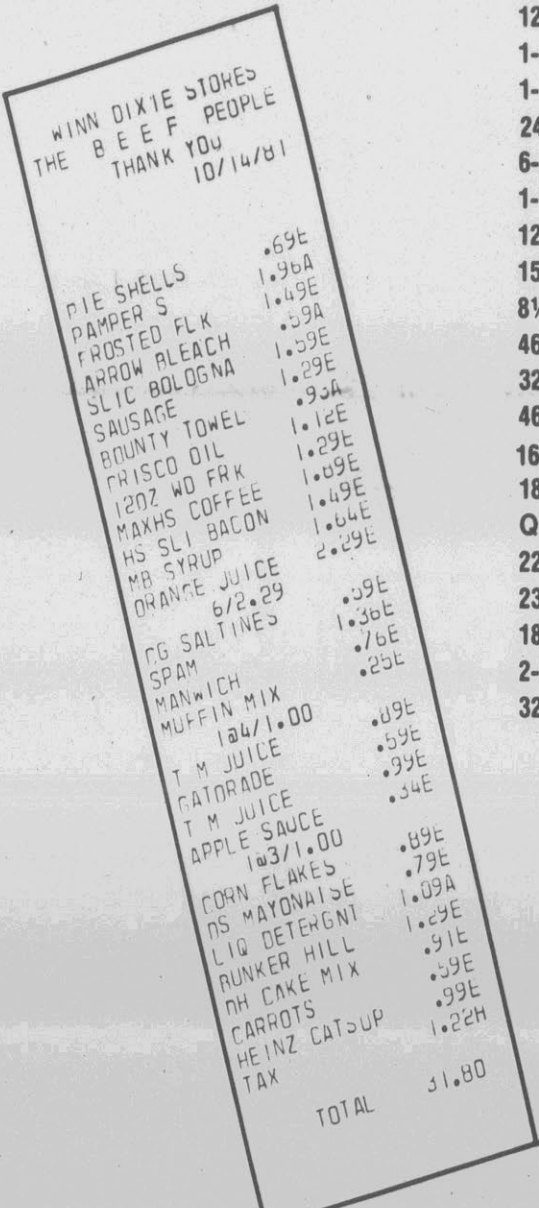 WINN DIXIE STORES
THE B E E F PEOPLE
THANK YOU
10/14/81
PIE SHELLS .69E
PAMPER S 1.96A
FROSTED FLK 1.49E
ARROW BLEACH .59A
SLIC BOLOGNA 1.59E
SAUSAGE 1.29E
BOUNTY TOWEL .93A
CRISCO OIL 1.12E
12OZ WD FRK 1.29E
MAXHS COFFEE 1.89E
HS SLI BACON 1.49E
MB SYRUP 1.64E
ORANGE JUICE 2.29E
6/2.29
CG SALTINES .59E
SPAM 1.36E
MANWICH .76E
MUFFIN MIX .25E
1@4/1.00
T M JUICE .89E
GATORADE .59E
T M JUICE .99E
APPLE SAUCE .34E
1@3/1.00
CORN FLAKES .89E
DS MAYONAISE .79E
LIQ DETERGNT 1.09A
BUNKER HILL 1.29E
DH CAKE MIX .91E
CARROTS .59E
HEINZ CATSUP .99E
TAX 1.22H
TOTAL 31.80
12
1-
1-
24
6-
1-
12
15
8½
46
32
46
16
18
Q
22
23
18
2-
32